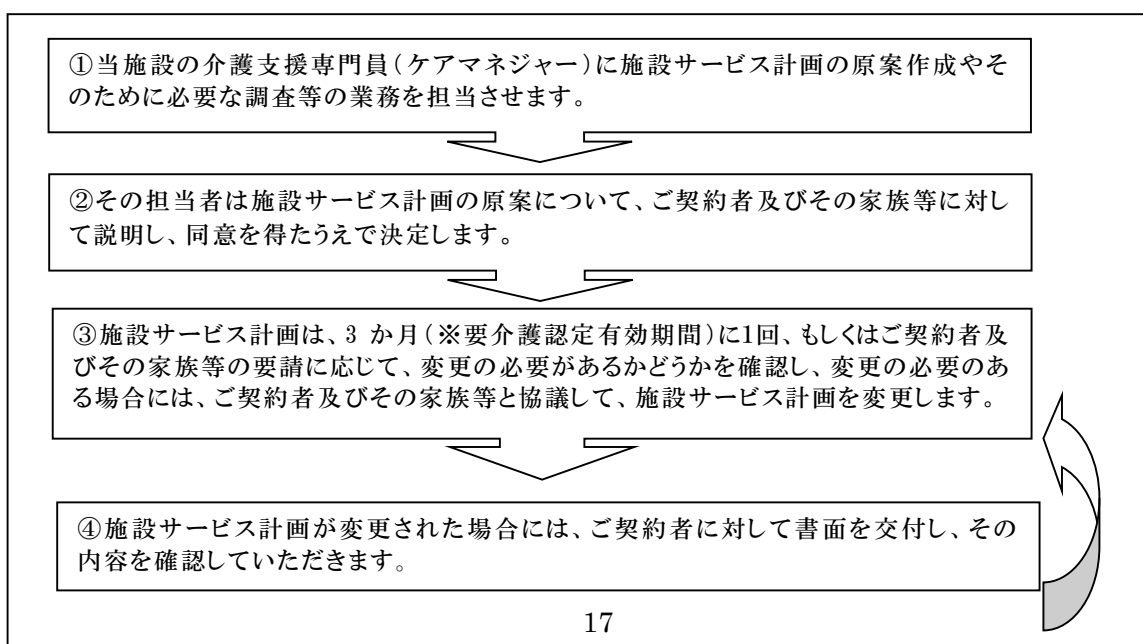 ①当施設の介護支援専門員(ケアマネジャー)に施設サービス計画の原案作成やそ
のために必要な調査等の業務を担当させます。
②その担当者は施設サービス計画の原案について、ご契約者及びその家族等に対し
て説明し、同意を得たうえで決定します。
③施設サービス計画は、3 か月(※要介護認定有効期間)に1回、もしくはご契約者及
びその家族等の要請に応じて、変更の必要があるかどうかを確認し、変更の必要のあ
る場合には、ご契約者及びその家族等と協議して、施設サービス計画を変更します。
④施設サービス計画が変更された場合には、ご契約者に対して書面を交付し、その
内容を確認していただきます。
17